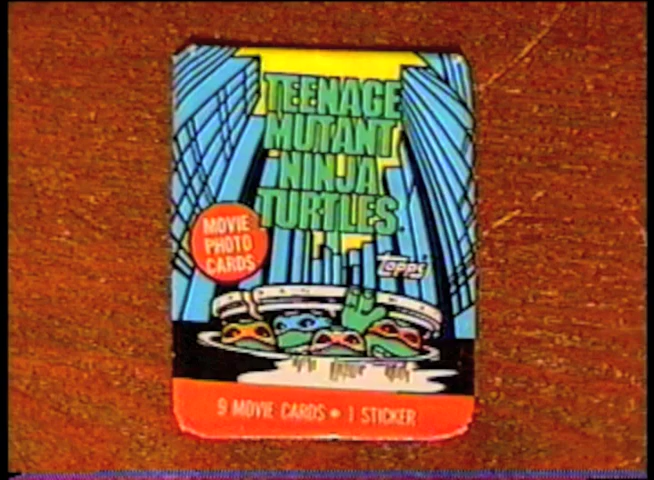 TEENAGE
MUTANT
NINJA
TURTLES
MOVIE
PHOTO
CARDS
TOPPS
9 MOVIE CARDS • 1 STICKER